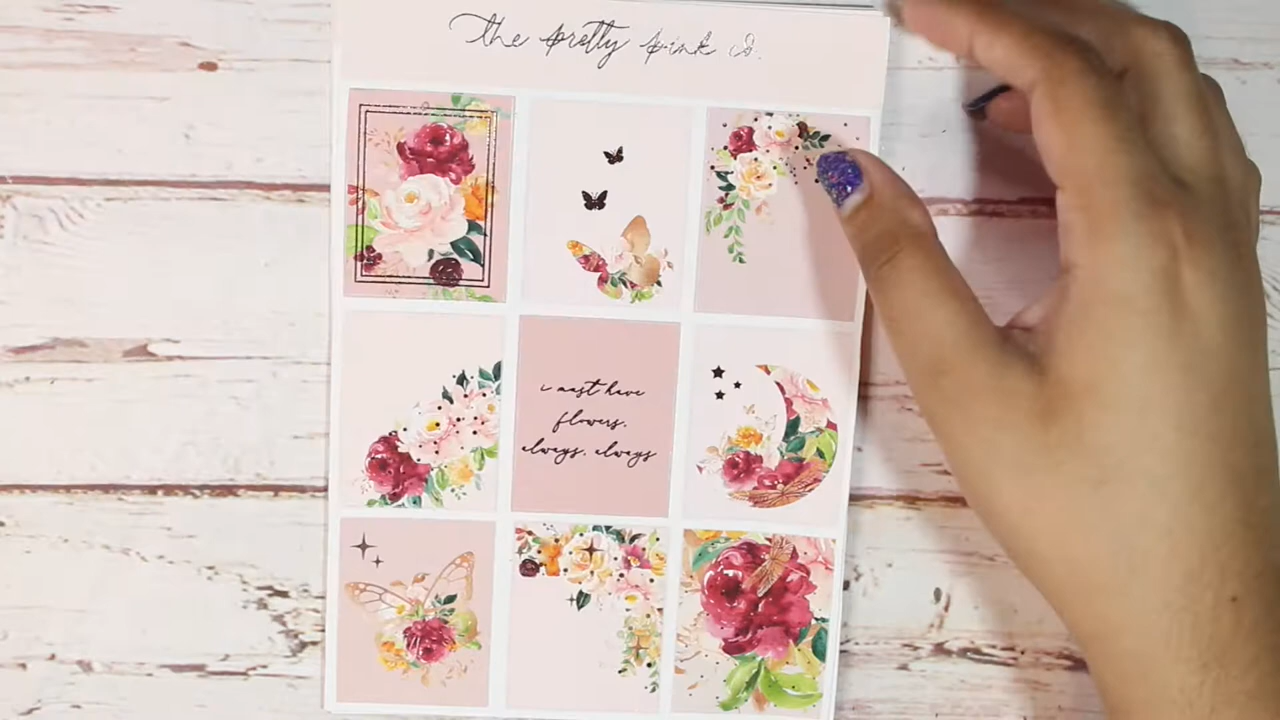 the pretty pink co.
i must have
flowers.
always, always